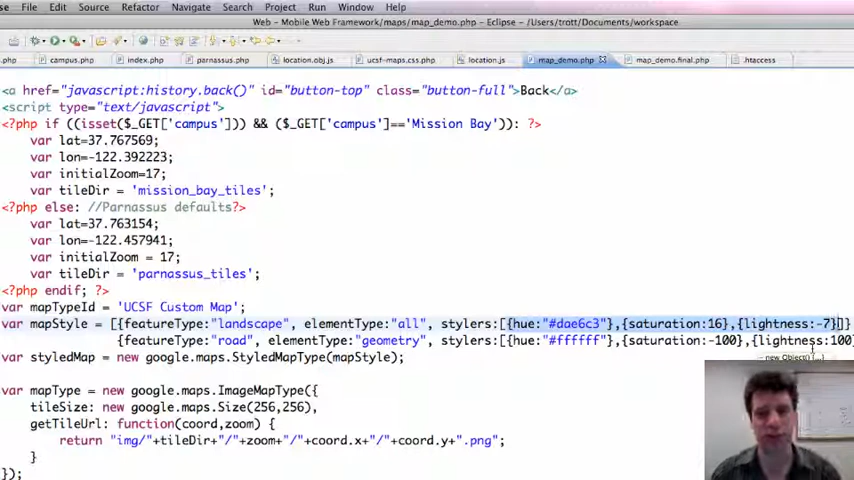 se File Edit Source Refactor Navigate Search Project Run Window Help
Web - Mobile Web Framework/maps/map_demo.php - Eclipse - /Users/trott/Documents/workspace
.php campus.php index.php parnassus.php location.obj.js ucsf-maps.css.php location.js map_demo.php map_demo.final.php .htaccess
<a href="javascript:history.back()" id="button-top" class="button-full">Back</a>
<script type="text/javascript">
<?php if ((isset($_GET['campus'])) && ($_GET['campus']=='Mission Bay')): ?>
var lat=37.767569;
var lon=-122.392223;
var initialZoom=17;
var tileDir = 'mission_bay_tiles';
<?php else: //Parnassus defaults?>
var lat=37.763154;
var lon=-122.457941;
var initialZoom = 17;
var tileDir = 'parnassus_tiles';
<?php endif; ?>
var mapTypeId = 'UCSF Custom Map';
var mapStyle = [{featureType:"landscape", elementType:"all", stylers:[{hue:"#dae6c3"},{saturation:16},{lightness:-7}]}
{featureType:"road", elementType:"geometry", stylers:[{hue:"#ffffff"},{saturation:-100},{lightness:100}
var styledMap = new google.maps.StyledMapType(mapStyle);
– new Object() {...}
var mapType = new google.maps.ImageMapType({
tileSize: new google.maps.Size(256,256),
getTileUrl: function(coord,zoom) {
return "img/"+tileDir+"/"+zoom+"/"+coord.x+"/"+coord.y+".png";
}
});